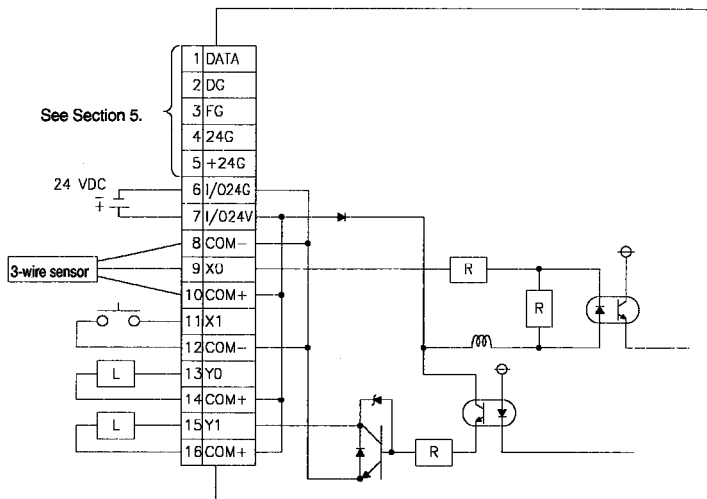 See Section 5.
1 DATA
2 DG
3 FG
4 24G
5 +24G
24 VDC
6 I/O24G
7 I/O24V
8 COM-
3-wire sensor
9 X0
10 COM+
11 X1
12 COM-
L
13 Y0
14 COM+
L
15 Y1
16 COM+
R
R
R